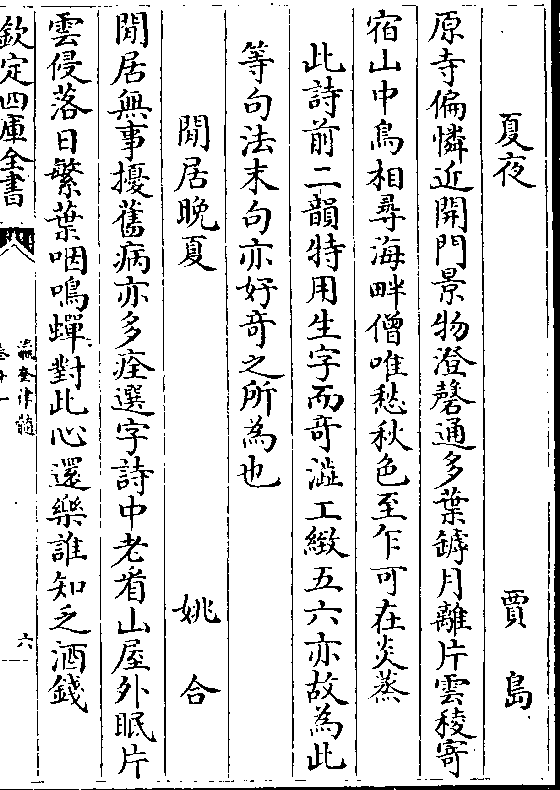 夏夜　賈島
原寺偏憐近開門景物澄磬通多葉罅月離片雲稜寄
宿山中鳥相尋海畔僧唯愁秋色至乍可在炎蒸
此詩前二韻特用生字而奇澁工緻五六亦故為此
等句法末句亦好奇之所為也
閒居晩夏　姚合
閒居無事擾舊病亦多痊選字詩中老看山屋外眠片
雲侵落日繁葉咽鳴蟬對此心還樂誰知乏酒錢
欽定四庫全書
瀛奎律髓
六